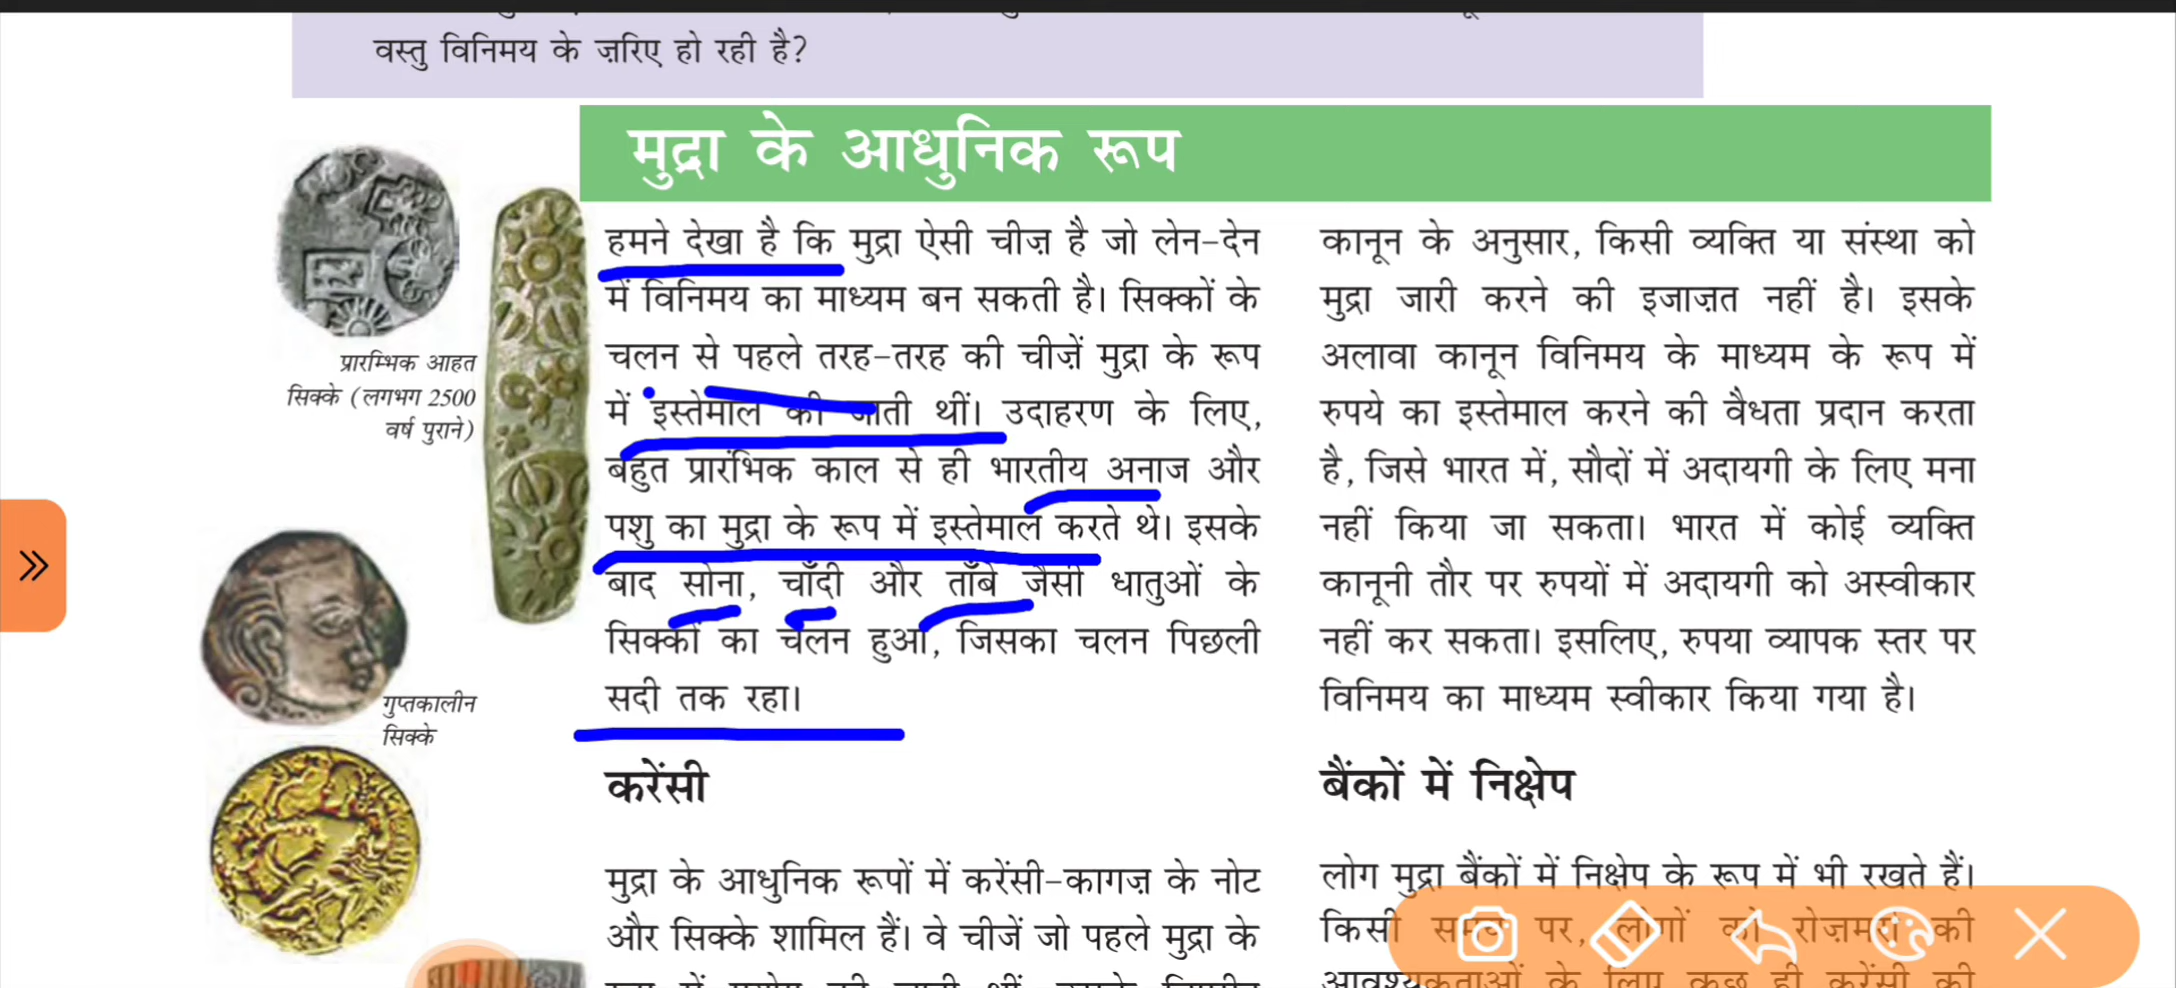 वस्तु विनिमय के ज़रिए हो रही है?
मुद्रा के आधुनिक रूप
प्रारम्भिक आहत
सिक्के (लगभग 2500
वर्ष पुराने)
गुप्तकालीन
सिक्के
हमने देखा है कि मुद्रा ऐसी चीज़ है जो लेन-देन
में विनिमय का माध्यम बन सकती है। सिक्कों के
चलन से पहले तरह-तरह की चीज़ें मुद्रा के रूप
में इस्तेमाल की जाती थीं। उदाहरण के लिए,
बहुत प्रारंभिक काल से ही भारतीय अनाज और
पशु का मुद्रा के रूप में इस्तेमाल करते थे। इसके
बाद सोना, चाँदी और ताँबे जैसी धातुओं के
सिक्कों का चलन हुआ, जिसका चलन पिछली
सदी तक रहा।
करेंसी
मुद्रा के आधुनिक रूपों में करेंसी-कागज़ के नोट
और सिक्के शामिल हैं। वे चीजें जो पहले मुद्रा के
कानून के अनुसार, किसी व्यक्ति या संस्था को
मुद्रा जारी करने की इजाज़त नहीं है। इसके
अलावा कानून विनिमय के माध्यम के रूप में
रुपये का इस्तेमाल करने की वैधता प्रदान करता
है, जिसे भारत में, सौदों में अदायगी के लिए मना
नहीं किया जा सकता। भारत में कोई व्यक्ति
कानूनी तौर पर रुपयों में अदायगी को अस्वीकार
नहीं कर सकता। इसलिए, रुपया व्यापक स्तर पर
विनिमय का माध्यम स्वीकार किया गया है।
बैंकों में निक्षेप
लोग मुद्रा बैंकों में निक्षेप के रूप में भी रखते हैं।
किसी समय पर, लोगों को रोज़मर्रा की
आवश्यकताओं के लिए कुछ ही करेंसी की